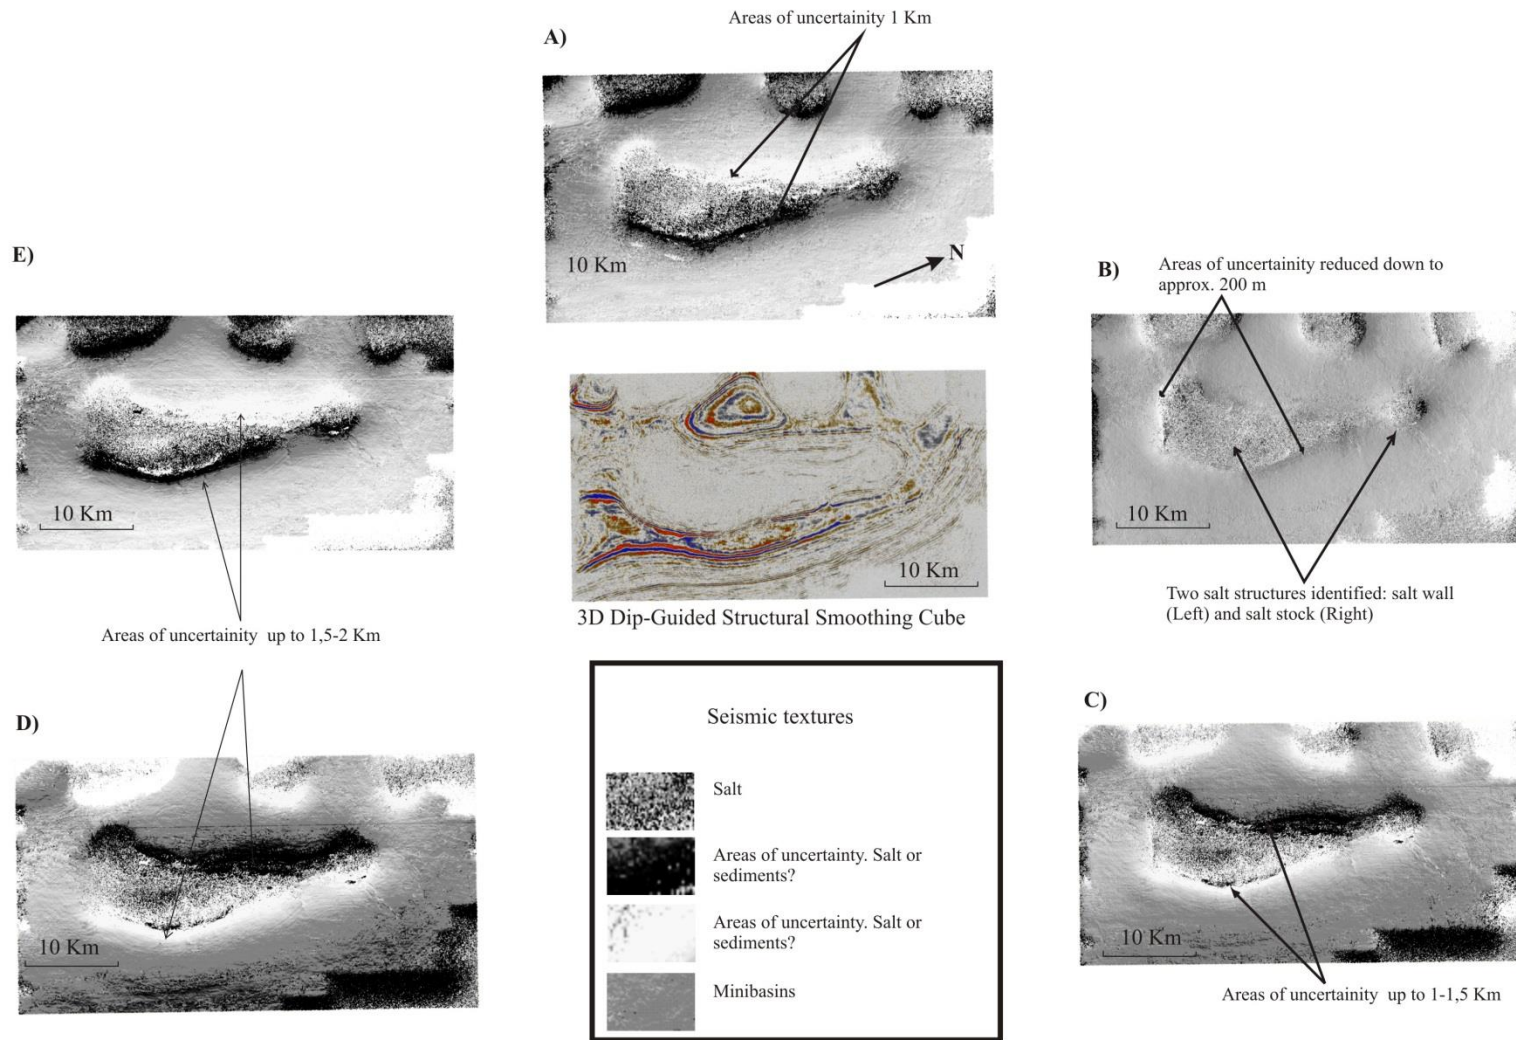 Areas of uncertainity 1 Km
A)
10 Km
N
E)
10 Km
Areas of uncertainity up to 1,5-2 Km
B)
Areas of uncertainity reduced down to
approx. 200 m
10 Km
Two salt structures identified: salt wall
(Left) and salt stock (Right)
10 Km
3D Dip-Guided Structural Smoothing Cube
D)
10 Km
Seismic textures
Salt
Areas of uncertainty. Salt or
sediments?
Areas of uncertainty. Salt or
sediments?
Minibasins
C)
10 Km
Areas of uncertainity up to 1-1,5 Km